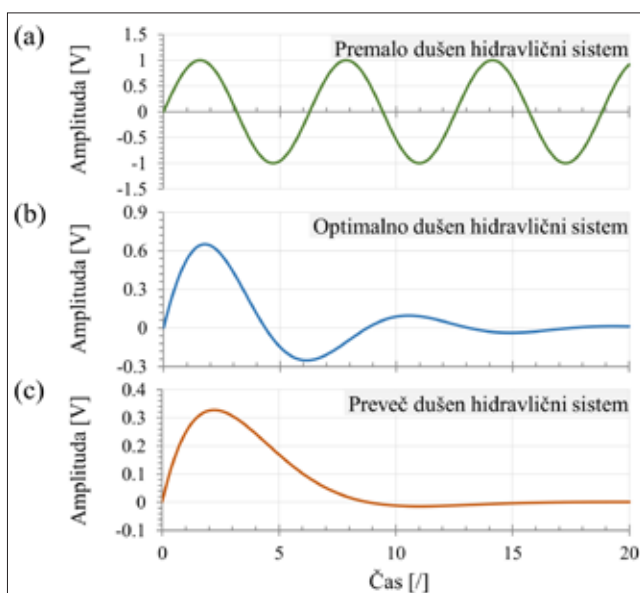 (a)
Premalo dušen hidravlični sistem
Amplituda [V]
1.5
1
0.5
0
-0.5
-1
-1.5
(b)
Optimalno dušen hidravlični sistem
Amplituda [V]
0.9
0.6
0.3
0
-0.3
(c)
Preveč dušen hidravlični sistem
Amplituda [V]
0.4
0.3
0.2
0.1
0
-0.1
0 5 10 15 20
Čas [/]